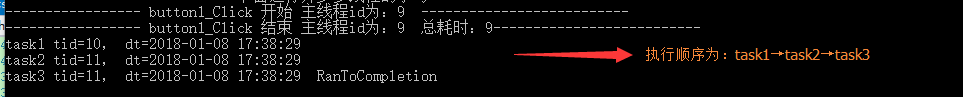 ----------------- button1_Click 开始 主线程id为：9 ---------------------------
----------------- button1_Click 结束 主线程id为：9 总耗时：9---------------------------
task1 tid=10， dt=2018-01-08 17:38:29
task2 tid=11， dt=2018-01-08 17:38:29
task3 tid=11， dt=2018-01-08 17:38:29 RanToCompletion
执行顺序为：task1→task2→task3